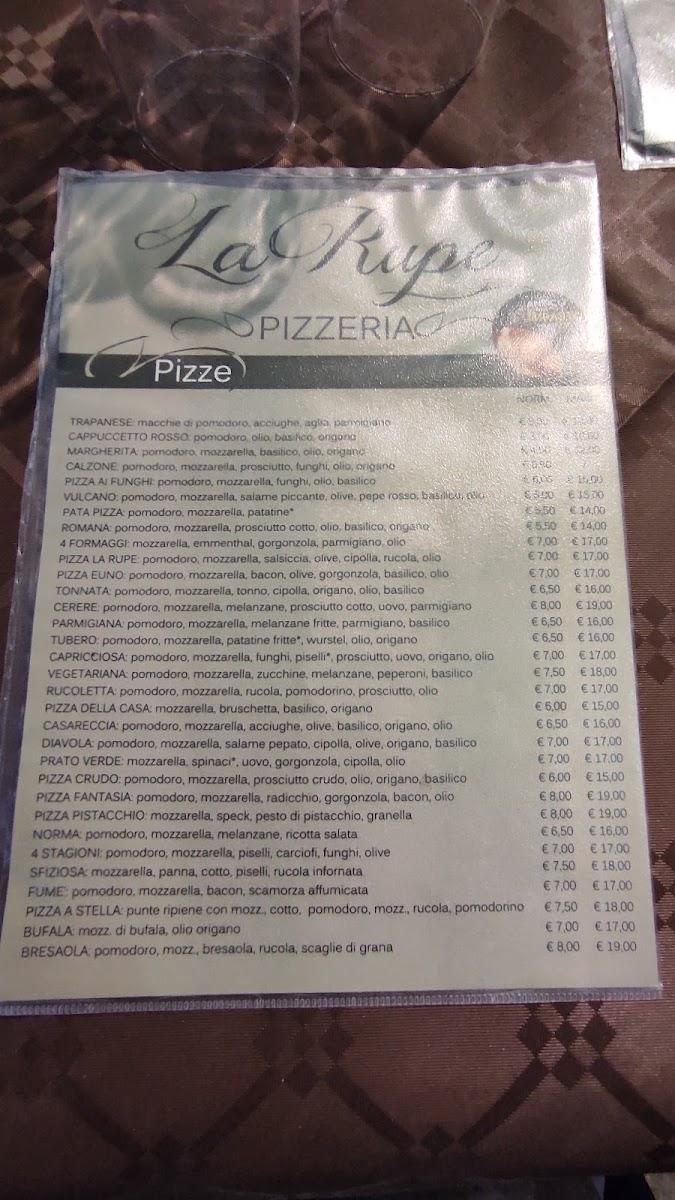 La Rupe
PIZZERIA
Pizze
NORM. MAXI
TRAPANESE: macchie di pomodoro, acciughe, aglio, parmigiano
CAPPUCCETTO ROSSO: pomodoro, olio, basilico, origano
MARGHERITA: pomodoro, mozzarella, basilico, olio, origano
CALZONE: pomodoro, mozzarella, prosciutto, funghi, olio, origano
PIZZA AI FUNGHI: pomodoro, mozzarella, funghi, olio, basilico € 6,00 € 15,00
VULCANO: pomodoro, mozzarella, salame piccante, olive, pepe rosso, basilico, olio € 15,00
PATA PIZZA: pomodoro, mozzarella, patatine* € 5,50 € 14,00
ROMANA: pomodoro, mozzarella, prosciutto cotto, olio, basilico, origano € 5,50 € 14,00
4 FORMAGGI: mozzarella, emmenthal, gorgonzola, parmigiano, olio € 7,00 € 17,00
PIZZA LA RUPE: pomodoro, mozzarella, salsiccia, olive, cipolla, rucola, olio € 7,00 € 17,00
PIZZA EUNO: pomodoro, mozzarella, bacon, olive, gorgonzola, basilico, olio € 7,00 € 17,00
TONNATA: pomodoro, mozzarella, tonno, cipolla, origano, olio, basilico € 6,50 € 16,00
CERERE: pomodoro, mozzarella, melanzane, prosciutto cotto, uovo, parmigiano € 8,00 € 19,00
PARMIGIANA: pomodoro, mozzarella, melanzane fritte, parmigiano, basilico € 6,50 € 16,00
TUBERO: pomodoro, mozzarella, patatine fritte*, wurstel, olio, origano € 6,50 € 16,00
CAPRICCIOSA: pomodoro, mozzarella, funghi, piselli*, prosciutto, uovo, origano, olio € 7,00 € 17,00
VEGETARIANA: pomodoro, mozzarella, zucchine, melanzane, peperoni, basilico € 7,50 € 18,00
RUCOLETTA: pomodoro, mozzarella, rucola, pomodorino, prosciutto, olio € 7,00 € 17,00
PIZZA DELLA CASA: mozzarella, bruschetta, basilico, origano € 6,00 € 15,00
CASARECCIA: pomodoro, mozzarella, acciughe, olive, basilico, origano, olio € 6,50 € 16,00
DIAVOLA: pomodoro, mozzarella, salame pepato, cipolla, olive, origano, basilico € 7,00 € 17,00
PRATO VERDE: mozzarella, spinaci*, uovo, gorgonzola, cipolla, olio € 7,00 € 17,00
PIZZA CRUDO: pomodoro, mozzarella, prosciutto crudo, olio, origano, basilico € 6,00 € 15,00
PIZZA FANTASIA: pomodoro, mozzarella, radicchio, gorgonzola, bacon, olio € 8,00 € 19,00
PIZZA PISTACCHIO: mozzarella, speck, pesto di pistacchio, granella € 8,00 € 19,00
NORMA: pomodoro, mozzarella, melanzane, ricotta salata € 6,50 € 16,00
4 STAGIONI: pomodoro, mozzarella, piselli, carciofi, funghi, olive € 7,00 € 17,00
SFIZIOSA: mozzarella, panna, cotto, piselli, rucola infornata € 7,50 € 18,00
FUME': pomodoro, mozzarella, bacon, scamorza affumicata € 7,00 € 17,00
PIZZA A STELLA: punte ripiene con mozz., cotto, pomodoro, mozz., rucola, pomodorino € 7,50 € 18,00
BUFALA: mozz. di bufala, olio origano € 7,00 € 17,00
BRESAOLA: pomodoro, mozz., bresaola, rucola, scaglie di grana € 8,00 € 19,00